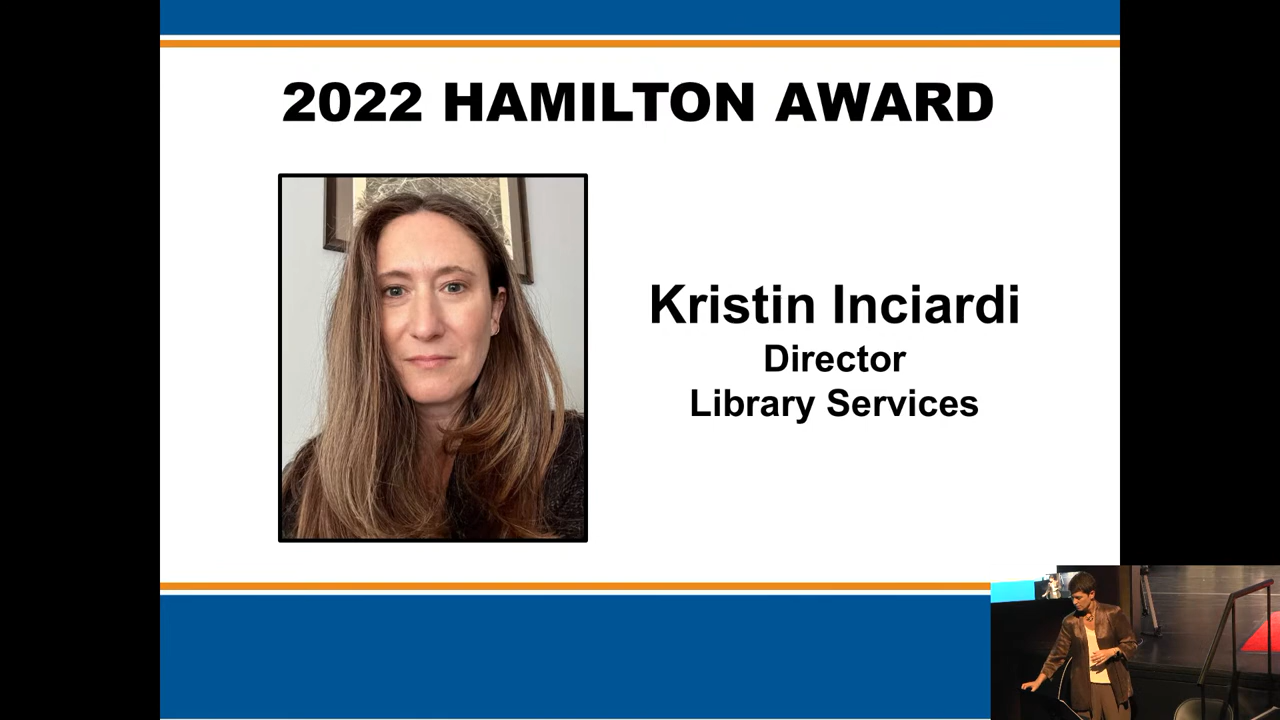 2022 HAMILTON AWARD
Kristin Inciardi
Director
Library Services